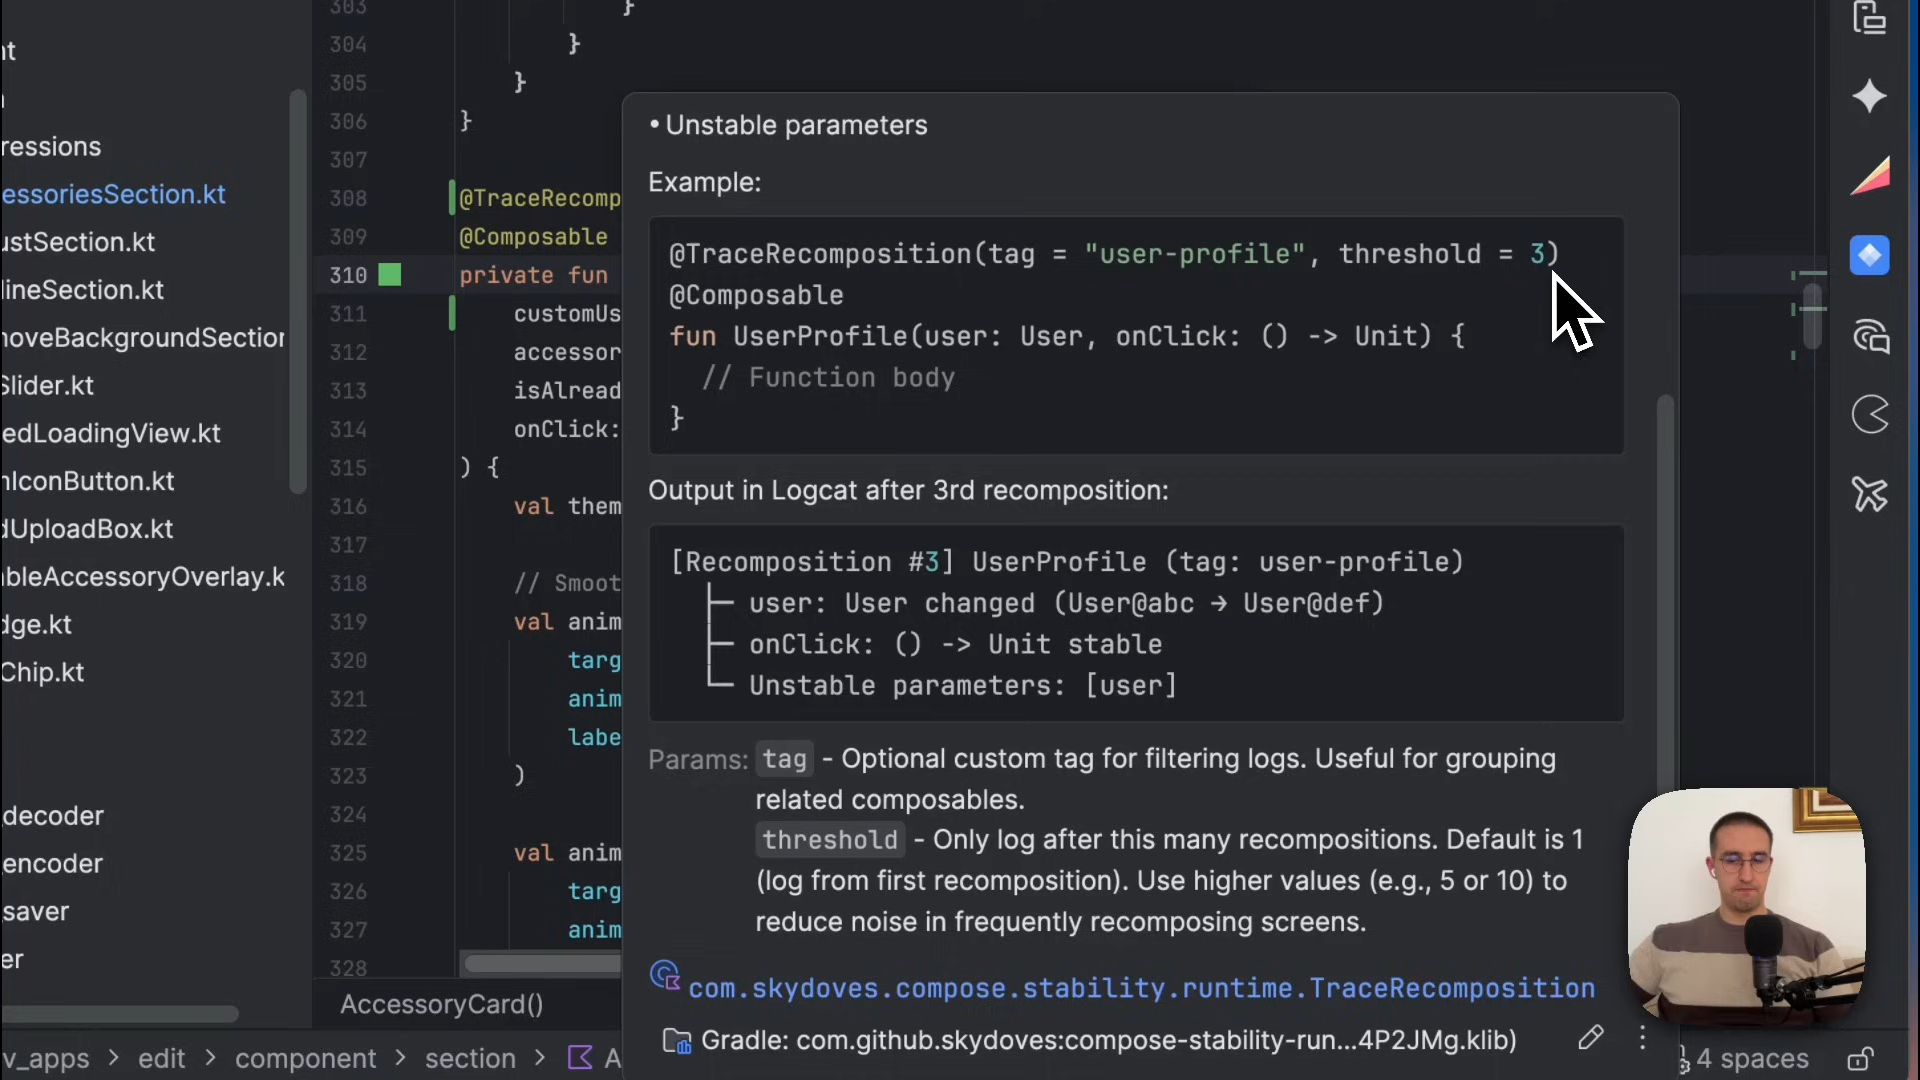 nt
ressions
essoriesSection.kt
ustSection.kt
lineSection.kt
noveBackgroundSection
Slider.kt
edLoadingView.kt
nIconButton.kt
dUploadBox.kt
ableAccessoryOverlay.k
dge.kt
Chip.kt
decoder
encoder
saver
er
303 }
304 }
305 }
306 }
307
308 @TraceRecomp
309 @Composable
310 private fun
311 customUs
312 accessor
313 isAlread
314 onClick:
315 ) {
316 val them
317
318 // Smoot
319 val anim
320 targ
321 anim
322 labe
323 )
324
325 val anim
326 targ
327 anim
328
• Unstable parameters
Example:
@TraceRecomposition(tag = "user-profile", threshold = 3)
@Composable
fun UserProfile(user: User, onClick: () -> Unit) {
// Function body
}
Output in Logcat after 3rd recomposition:
[Recomposition #3] UserProfile (tag: user-profile)
├─ user: User changed (User@abc → User@def)
├─ onClick: () -> Unit stable
└─ Unstable parameters: [user]
Params: tag - Optional custom tag for filtering logs. Useful for grouping
related composables.
threshold - Only log after this many recompositions. Default is 1
(log from first recomposition). Use higher values (e.g., 5 or 10) to
reduce noise in frequently recomposing screens.
com.skydoves.compose.stability.runtime.TraceRecomposition
Gradle: com.github.skydoves:compose-stability-run...4P2JMg.klib)
AccessoryCard()
v_apps > edit > component > section > A
4 spaces